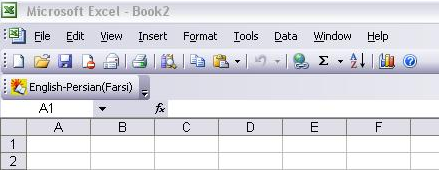 Microsoft Excel - Book2
File Edit View Insert Format Tools Data Window Help
English-Persian(Farsi)
A1 fx
A B C D E F
1
2